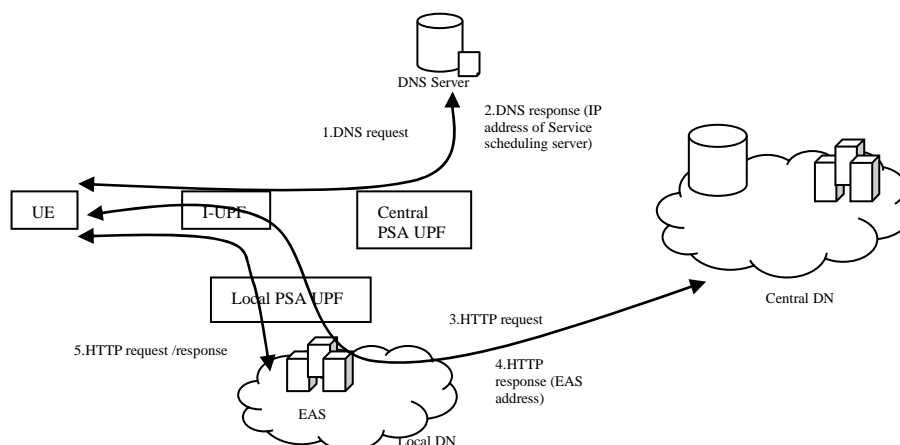 DNS Server
1.DNS request
2.DNS response (IP
address of Service
scheduling server)
UE
I-UPF
Central
PSA UPF
Local PSA UPF
Central DN
3.HTTP request
4.HTTP
response (EAS
address)
5.HTTP request /response
EAS
Local DN